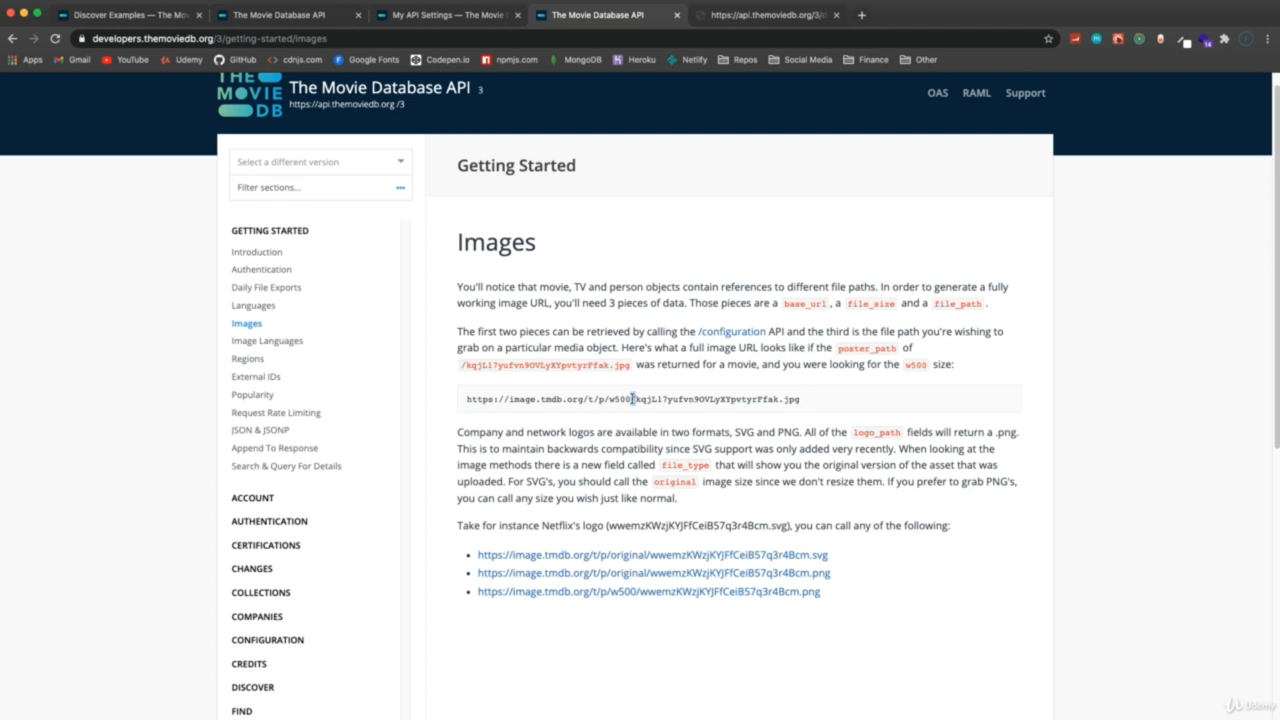 Discover Examples — The Mo
The Movie Database API
My API Settings — The Movie
The Movie Database API
https://api.themoviedb.org/3/
developers.themoviedb.org/3/getting-started/images
Apps
Gmail
YouTube
Udemy
GitHub
cdnjs.com
Google Fonts
Codepen.io
npmjs.com
MongoDB
Heroku
Netlify
Repos
Social Media
Finance
Other
THE MOVIE DB
The Movie Database API 3
https://api.themoviedb.org /3
OAS
RAML
Support
Select a different version
Filter sections...
GETTING STARTED
Introduction
Authentication
Daily File Exports
Languages
Images
Image Languages
Regions
External IDs
Popularity
Request Rate Limiting
JSON & JSONP
Append To Response
Search & Query For Details
ACCOUNT
AUTHENTICATION
CERTIFICATIONS
CHANGES
COLLECTIONS
COMPANIES
CONFIGURATION
CREDITS
DISCOVER
FIND
Getting Started
Images
You'll notice that movie, TV and person objects contain references to different file paths. In order to generate a fully
working image URL, you'll need 3 pieces of data. Those pieces are a base_url, a file_size and a file_path.
The first two pieces can be retrieved by calling the /configuration API and the third is the file path you're wishing to
grab on a particular media object. Here's what a full image URL looks like if the poster_path of
/kqjL17yufvn9OVLyXYpvtyrFfak.jpg was returned for a movie, and you were looking for the w500 size:
https://image.tmdb.org/t/p/w500/kqjL17yufvn9OVLyXYpvtyrFfak.jpg
Company and network logos are available in two formats, SVG and PNG. All of the logo_path fields will return a .png.
This is to maintain backwards compatibility since SVG support was only added very recently. When looking at the
image methods there is a new field called file_type that will show you the original version of the asset that was
uploaded. For SVG's, you should call the original image size since we don't resize them. If you prefer to grab PNG's,
you can call any size you wish just like normal.
Take for instance Netflix's logo (wwemzKWzjKYJFfCeiB57q3r4Bcm.svg), you can call any of the following:
https://image.tmdb.org/t/p/original/wwemzKWzjKYJFfCeiB57q3r4Bcm.svg
https://image.tmdb.org/t/p/original/wwemzKWzjKYJFfCeiB57q3r4Bcm.png
https://image.tmdb.org/t/p/w500/wwemzKWzjKYJFfCeiB57q3r4Bcm.png
Udemy